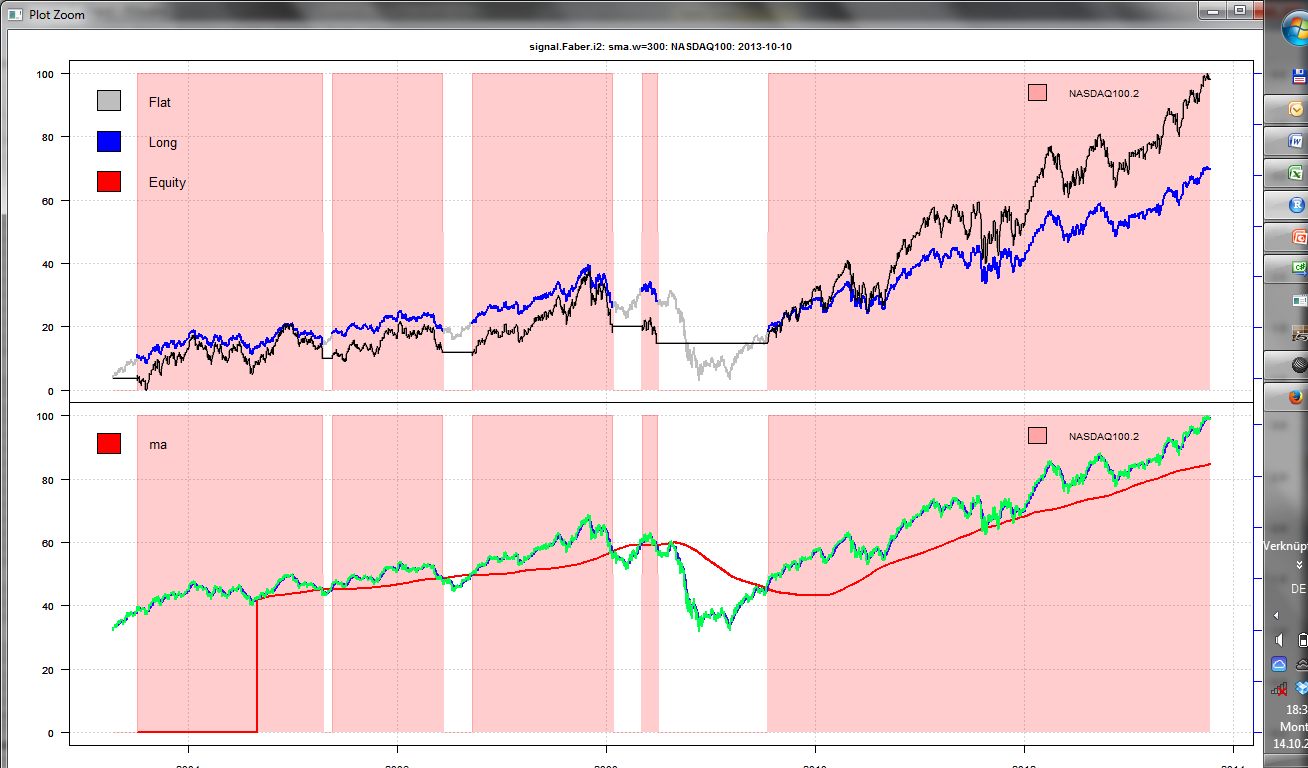 Plot Zoom
signal.Faber.i2: sma.w=300: NASDAQ100: 2013-10-10
100
80
60
40
20
0
Flat
Long
Equity
NASDAQ100.2
100
80
60
40
20
0
ma
NASDAQ100.2
Verknüp
DE
18:3
Mont
14.10.2